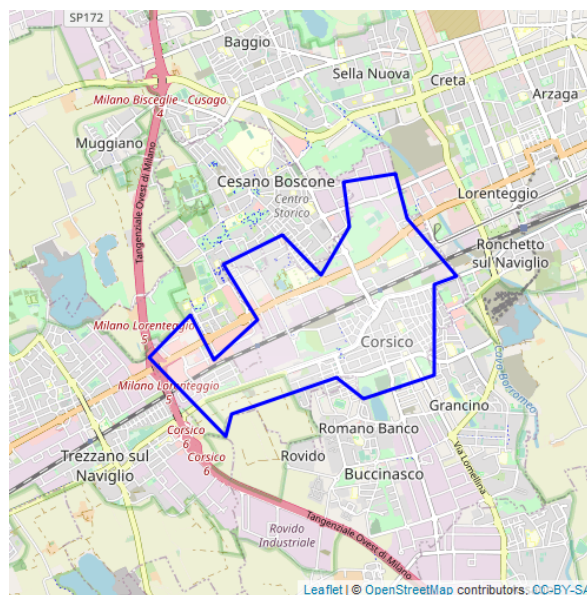 SP172
Baggio
Sella Nuova
Creta
Milano Bisceglie - Cusago
4
Arzaga
Muggiano
Tangenziale Ovest di Milano
Cesano Boscone
Centro
Storico
Lorenteggio
Ronchetto
sul Naviglio
Milano Lorenteggio
5
Corsico
Cava Borromeo
Milano Lorenteggio
5
Grancino
Corsico
6
Romano Banco
Trezzano sul
Naviglio
Corsico
6
Rovido
Buccinasco
Via Lomellina
Rovido
Industriale
Tangenziale Ovest di Milano
Leaflet | © OpenStreetMap contributors, CC-BY-SA